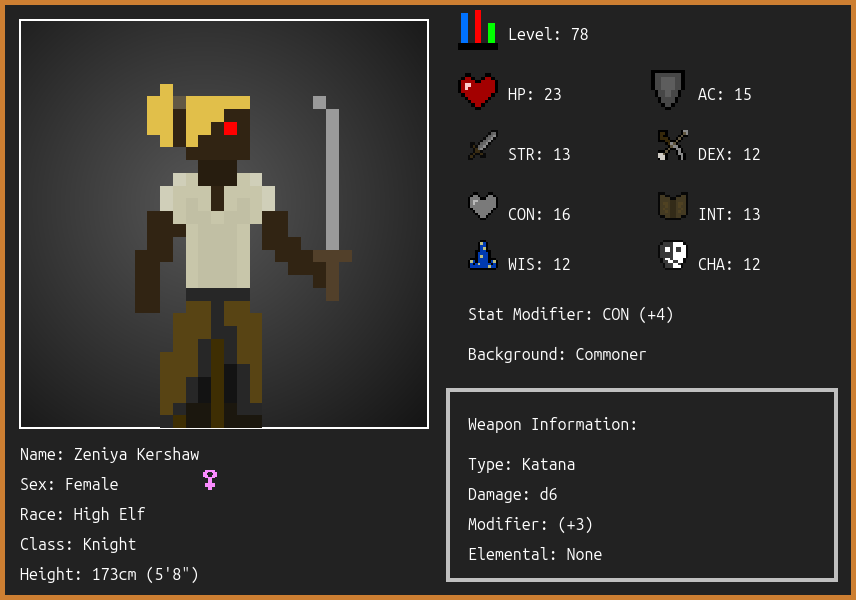 Level: 78
HP: 23
AC: 15
STR: 13
DEX: 12
CON: 16
INT: 13
WIS: 12
CHA: 12
Stat Modifier: CON (+4)
Background: Commoner
Weapon Information:
Type: Katana
Damage: d6
Modifier: (+3)
Elemental: None
Name: Zeniya Kershaw
Sex: Female
Race: High Elf
Class: Knight
Height: 173cm (5'8")